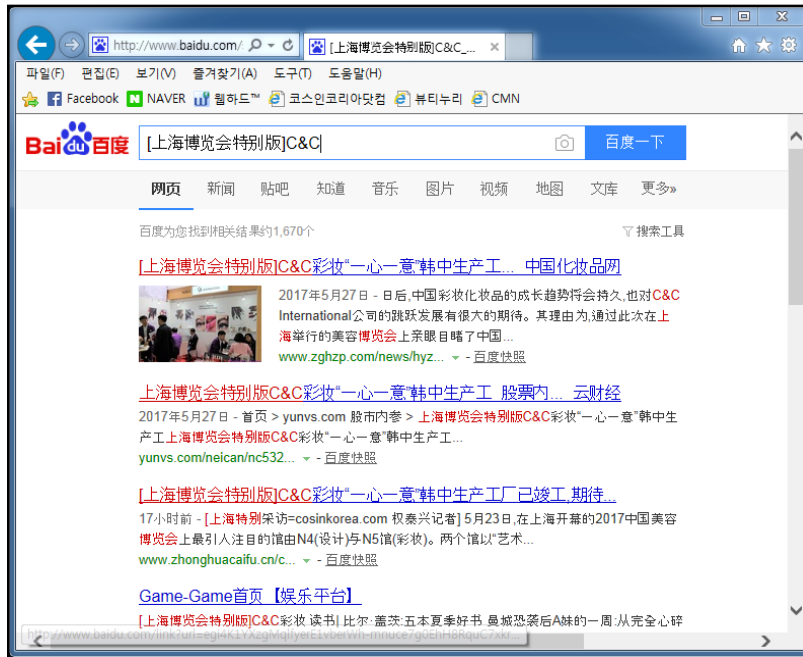 http://www.baidu.com/
[上海博览会特别版]C&C_...
파일(F) 편집(E) 보기(V) 즐겨찾기(A) 도구(T) 도움말(H)
Facebook NAVER 웹하드™ 코스인코리아닷컴 뷰티누리 CMN
Bai du 百度 [上海博览会特别版]C&C 百度一下
网页 新闻 贴吧 知道 音乐 图片 视频 地图 文库 更多»
百度为您找到相关结果约1,670个 搜索工具
[上海博览会特别版]C&C彩妆“一心一意”韩中生产工... 中国化妆品网
2017年5月27日 - 日后,中国彩妆化妆品的成长趋势将会持久,也对C&C
International公司的跳跃发展有很大的期待。其理由为,通过此次在上
海举行的美容博览会上亲眼目睹了中国...
www.zghzp.com/news/hyz... - 百度快照
上海博览会特别版C&C彩妆“一心一意”韩中生产工 股票内... 云财经
2017年5月27日 - 首页 > yunvs.com 股市内参 > 上海博览会特别版C&C彩妆“一心一意”韩中生
产工上海博览会特别版C&C彩妆“一心一意”韩中生产工...
yunvs.com/neican/nc532... - 百度快照
[上海博览会特别版]C&C彩妆“一心一意”韩中生产工厂已竣工,期待...
17小时前 - [上海特别采访=cosinkorea.com 权泰兴记者] 5月23日,在上海开幕的2017中国美容
博览会上最引人注目的馆由N4(设计)与N5馆(彩妆)。两个馆以“艺术...
www.zhonghuacaifu.cn/c... - 百度快照
Game-Game首页【娱乐平台】
[上海博览会特别版]C&C彩妆 读书| 比尔·盖茨:五本夏季好书 曼城恐袭后A妹的一周:从完全心碎